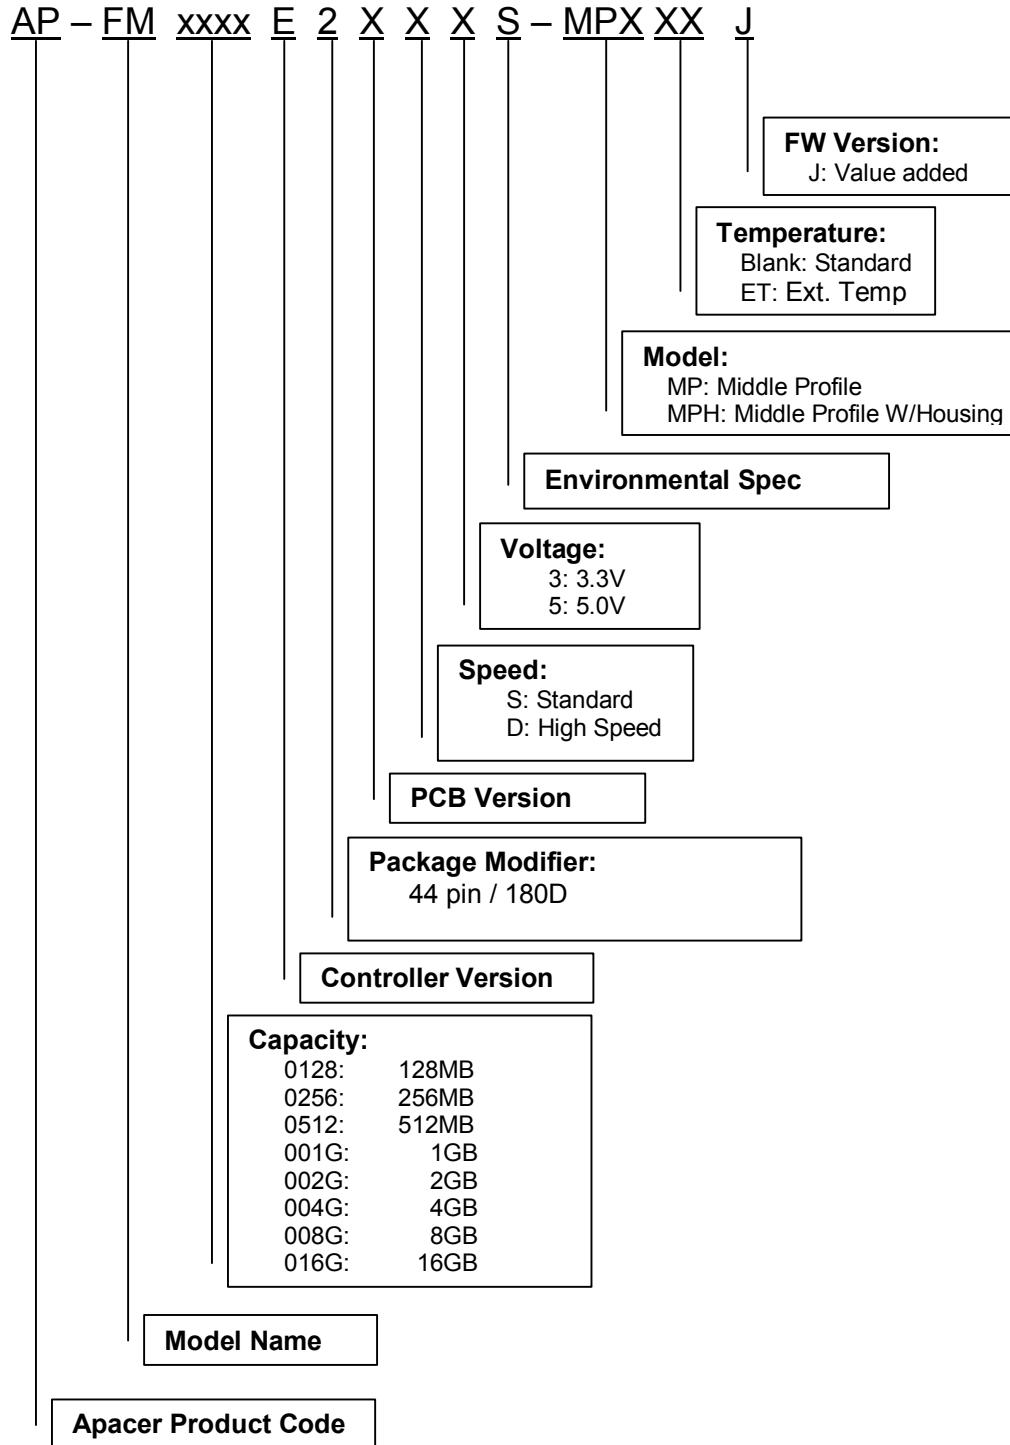 AP – FM xxxx E 2 X X X S – MPX XX J
FW Version:
J: Value added
Temperature:
Blank: Standard
ET: Ext. Temp
Model:
MP: Middle Profile
MPH: Middle Profile W/Housing
Environmental Spec
Voltage:
3: 3.3V
5: 5.0V
Speed:
S: Standard
D: High Speed
PCB Version
Package Modifier:
44 pin / 180D
Controller Version
Capacity:
0128: 128MB
0256: 256MB
0512: 512MB
001G: 1GB
002G: 2GB
004G: 4GB
008G: 8GB
016G: 16GB
Model Name
Apacer Product Code